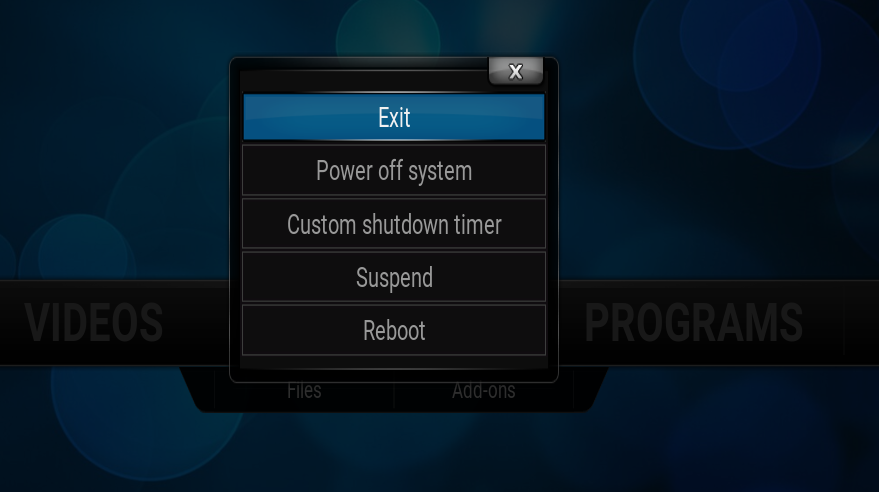 X
Exit
Power off system
Custom shutdown timer
Suspend
Reboot
VIDEOS
PROGRAMS
Files
Add-ons